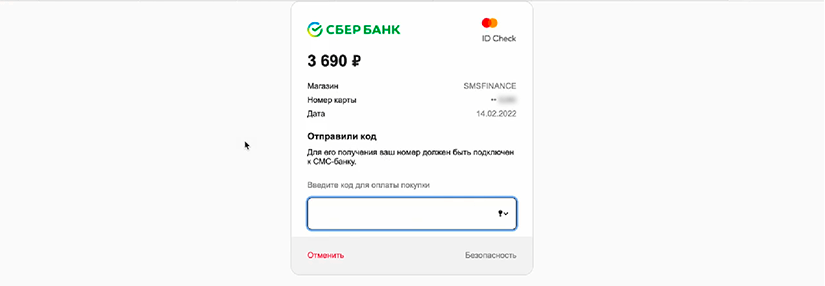 СБЕР БАНК
ID Check
3 690 ₽
Магазин SMSFINANCE
Номер карты ••
Дата 14.02.2022
Отправили код
Для его получения ваш номер должен быть подключен
к СМС-банку.
Введите код для оплаты покупки
Отменить Безопасность